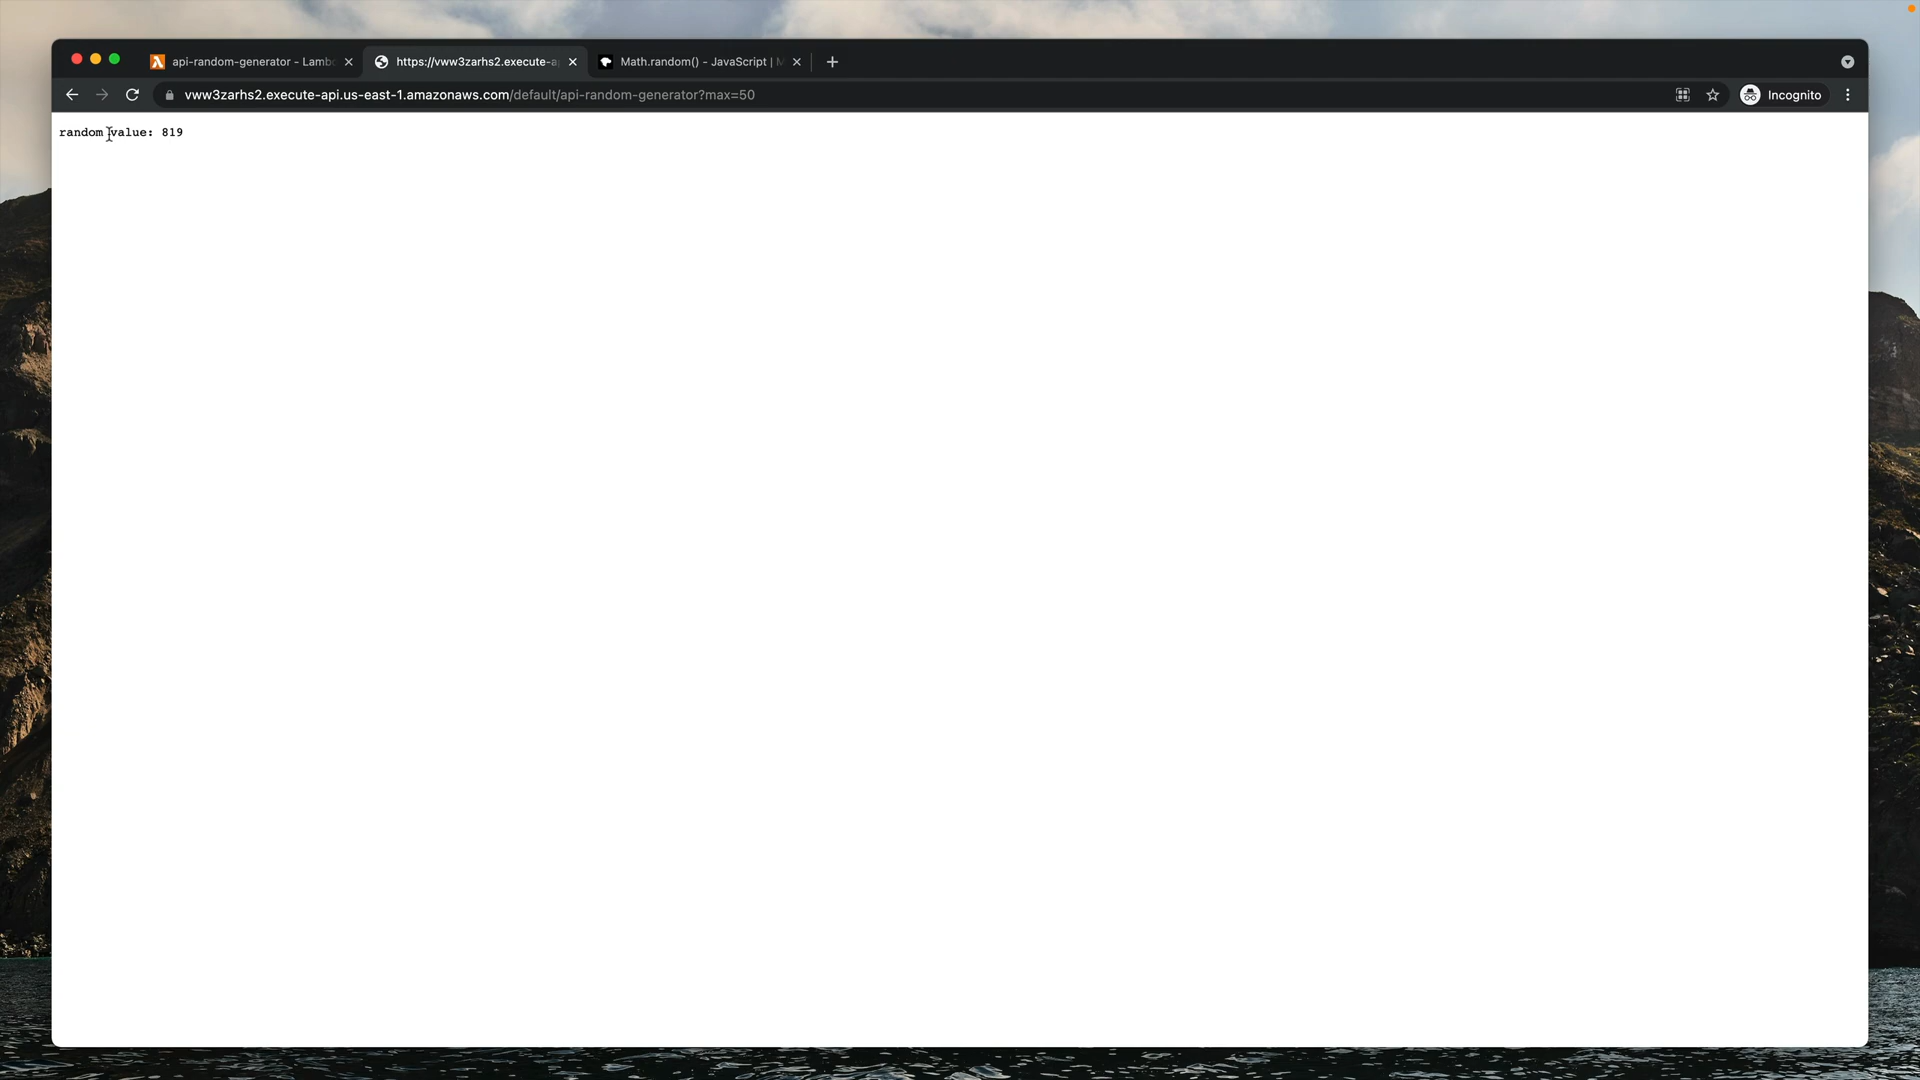 api-random-generator - Lamb
https://vww3zarhs2.execute-a
Math.random() - JavaScript | M
vww3zarhs2.execute-api.us-east-1.amazonaws.com/default/api-random-generator?max=50
Incognito
random value: 819